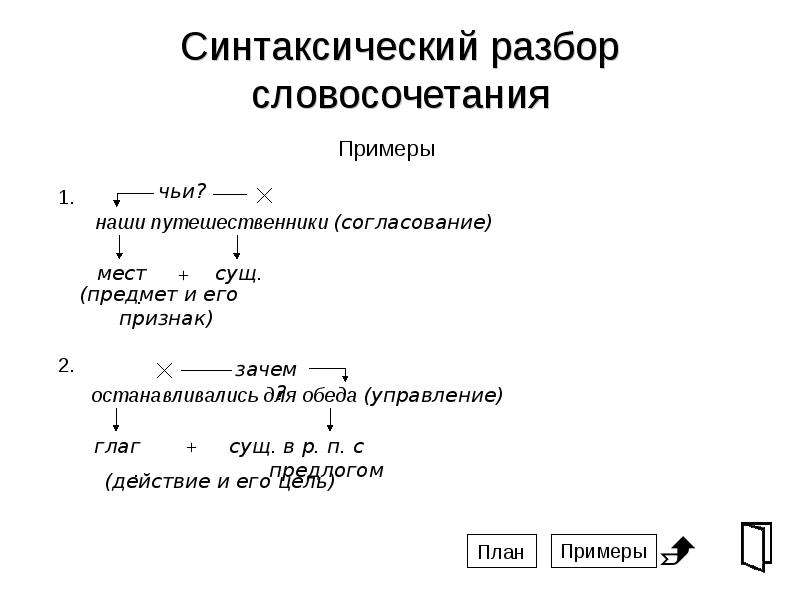 Синтаксический разбор
словосочетания
Примеры
1.
чьи?
наши путешественники (согласование)
мест. + сущ.
(предмет и его
признак)
2.
зачем
?
останавливались для обеда (управление)
глаг. + сущ. в р. п. с
предлогом
(действие и его цель)
План
Примеры